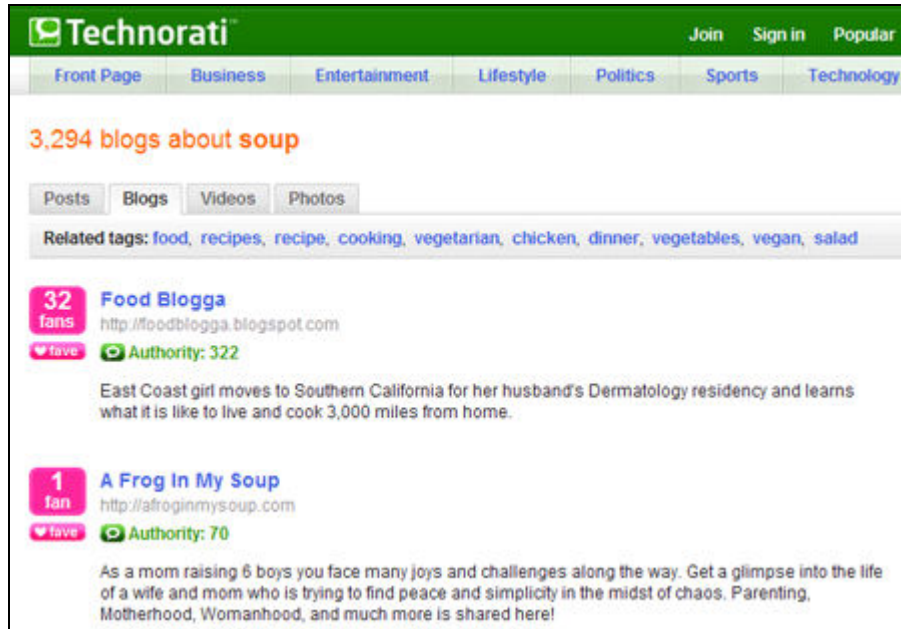 Technorati™
Join Sign in Popular
Front Page Business Entertainment Lifestyle Politics Sports Technology
3,294 blogs about soup
Posts Blogs Videos Photos
Related tags: food, recipes, recipe, cooking, vegetarian, chicken, dinner, vegetables, vegan, salad
32
fans
Food Blogga
http://foodblogga.blogspot.com
fave
Authority: 322
East Coast girl moves to Southern California for her husband's Dermatology residency and learns
what it is like to live and cook 3,000 miles from home.
1
fan
A Frog In My Soup
http://afroginmysoup.com
fave
Authority: 70
As a mom raising 6 boys you face many joys and challenges along the way. Get a glimpse into the life
of a wife and mom who is trying to find peace and simplicity in the midst of chaos. Parenting,
Motherhood, Womanhood, and much more is shared here!